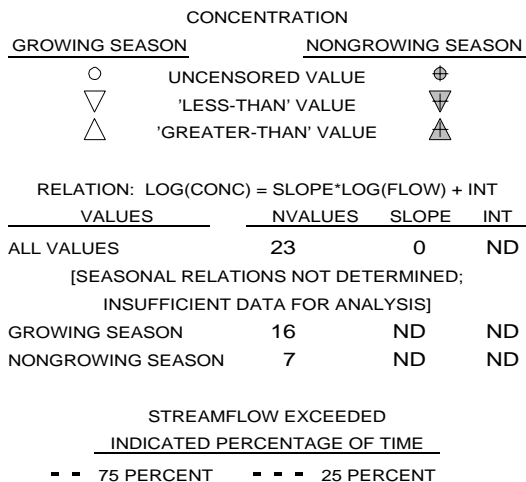 CONCENTRATION
GROWING SEASON NONGROWING SEASON
UNCENSORED VALUE
'LESS-THAN' VALUE
'GREATER-THAN' VALUE
RELATION: LOG(CONC) = SLOPE*LOG(FLOW) + INT
VALUES NVALUES SLOPE INT
ALL VALUES 23 0 ND
[SEASONAL RELATIONS NOT DETERMINED;
INSUFFICIENT DATA FOR ANALYSIS]
GROWING SEASON 16 ND ND
NONGROWING SEASON 7 ND ND
STREAMFLOW EXCEEDED
INDICATED PERCENTAGE OF TIME
75 PERCENT 25 PERCENT